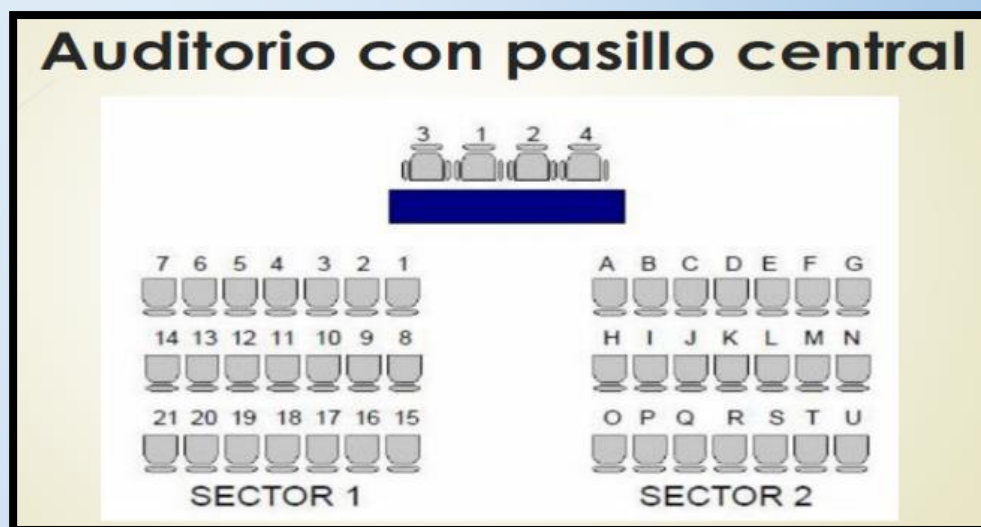 Auditorio con pasillo central
3 1 2 4
7 6 5 4 3 2 1
A B C D E F G
14 13 12 11 10 9 8
H I J K L M N
21 20 19 18 17 16 15
O P Q R S T U
SECTOR 1
SECTOR 2